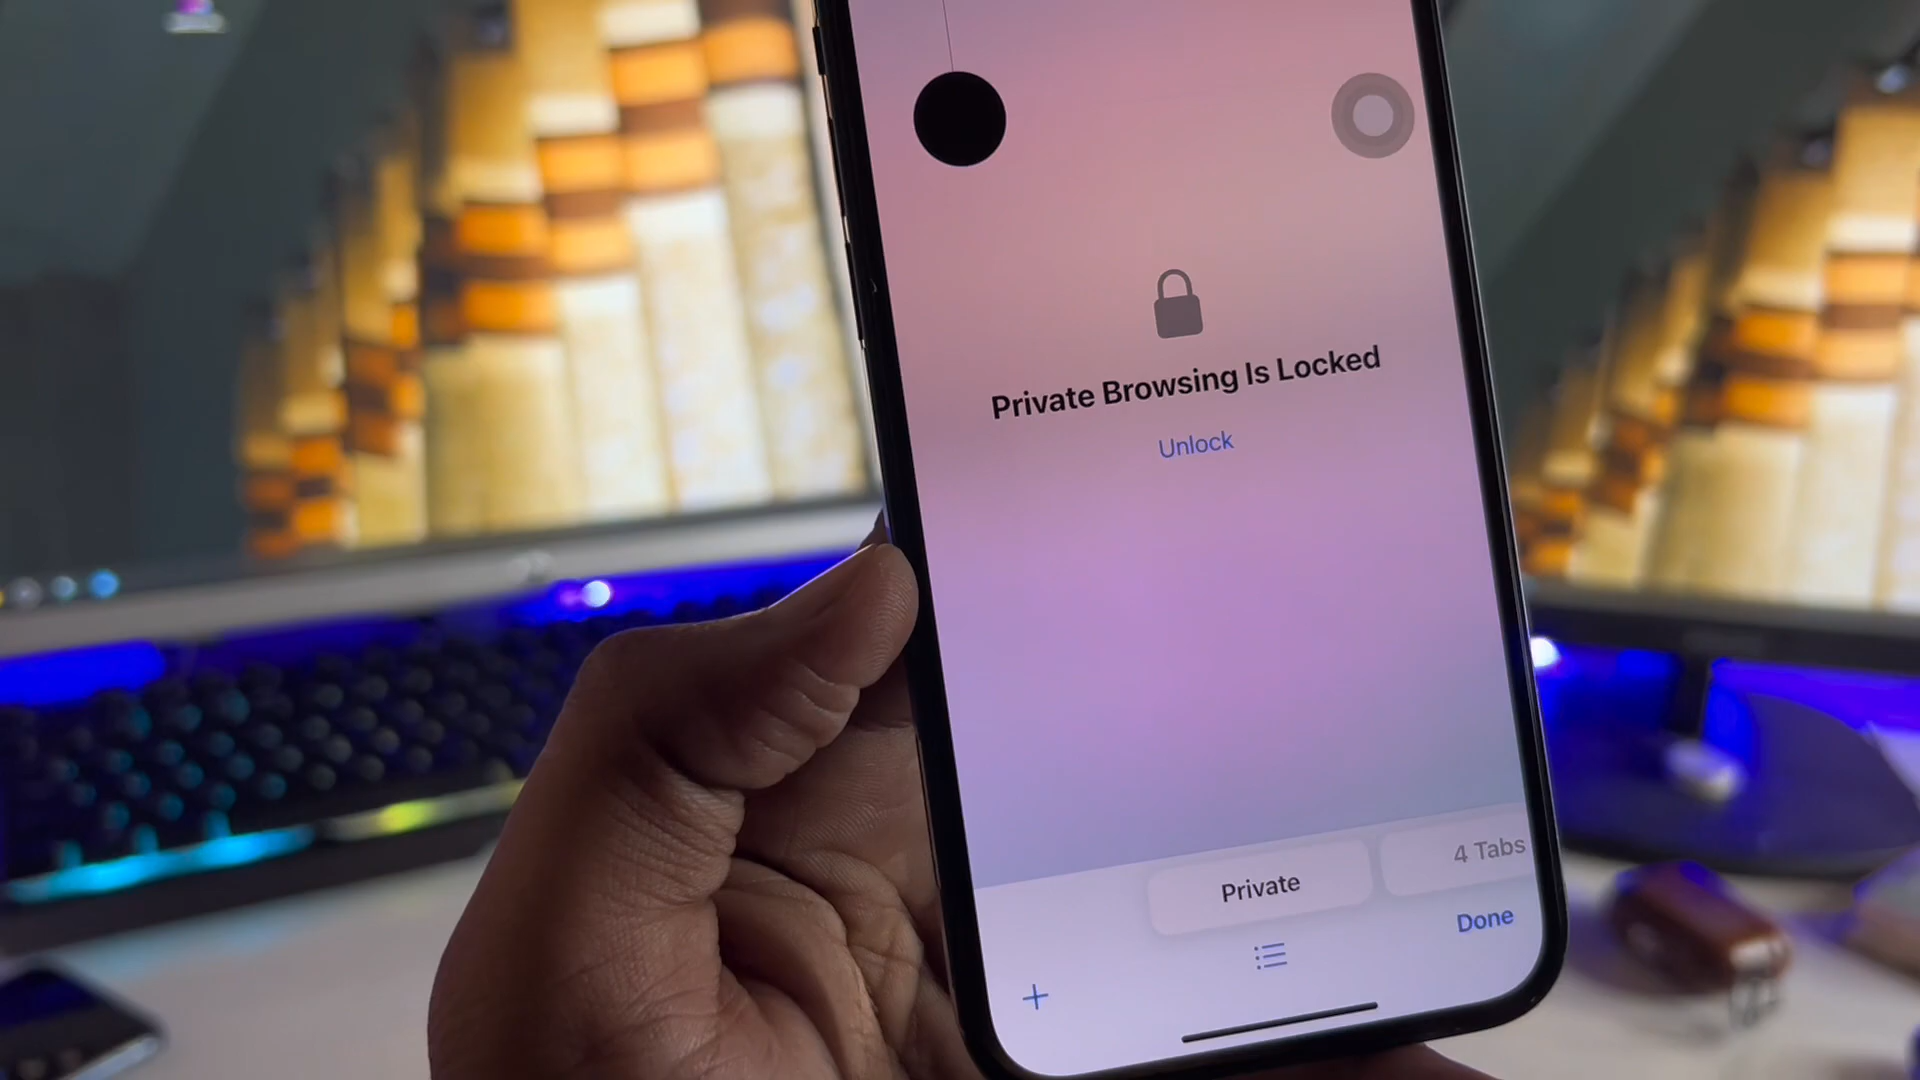 Private Browsing Is Locked
Unlock
Private
4 Tabs
Done